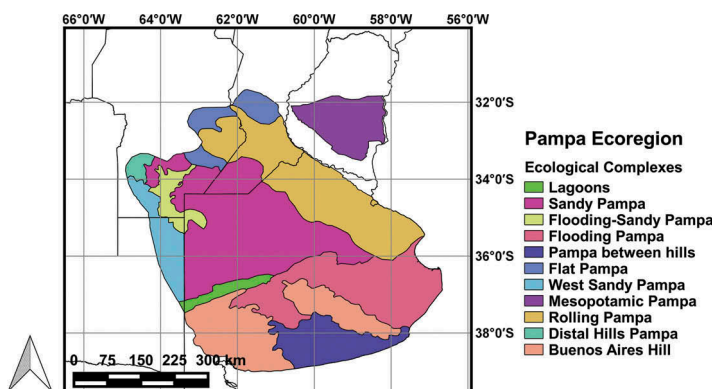 66°0'W 64°0'W 62°0'W 60°0'W 58°0'W 56°0'W
32°0'S
34°0'S
36°0'S
38°0'S
Pampa Ecoregion
Ecological Complexes
Lagoons
Sandy Pampa
Flooding-Sandy Pampa
Flooding Pampa
Pampa between hills
Flat Pampa
West Sandy Pampa
Mesopotamic Pampa
Rolling Pampa
Distal Hills Pampa
Buenos Aires Hill
0 75 150 225 300 km